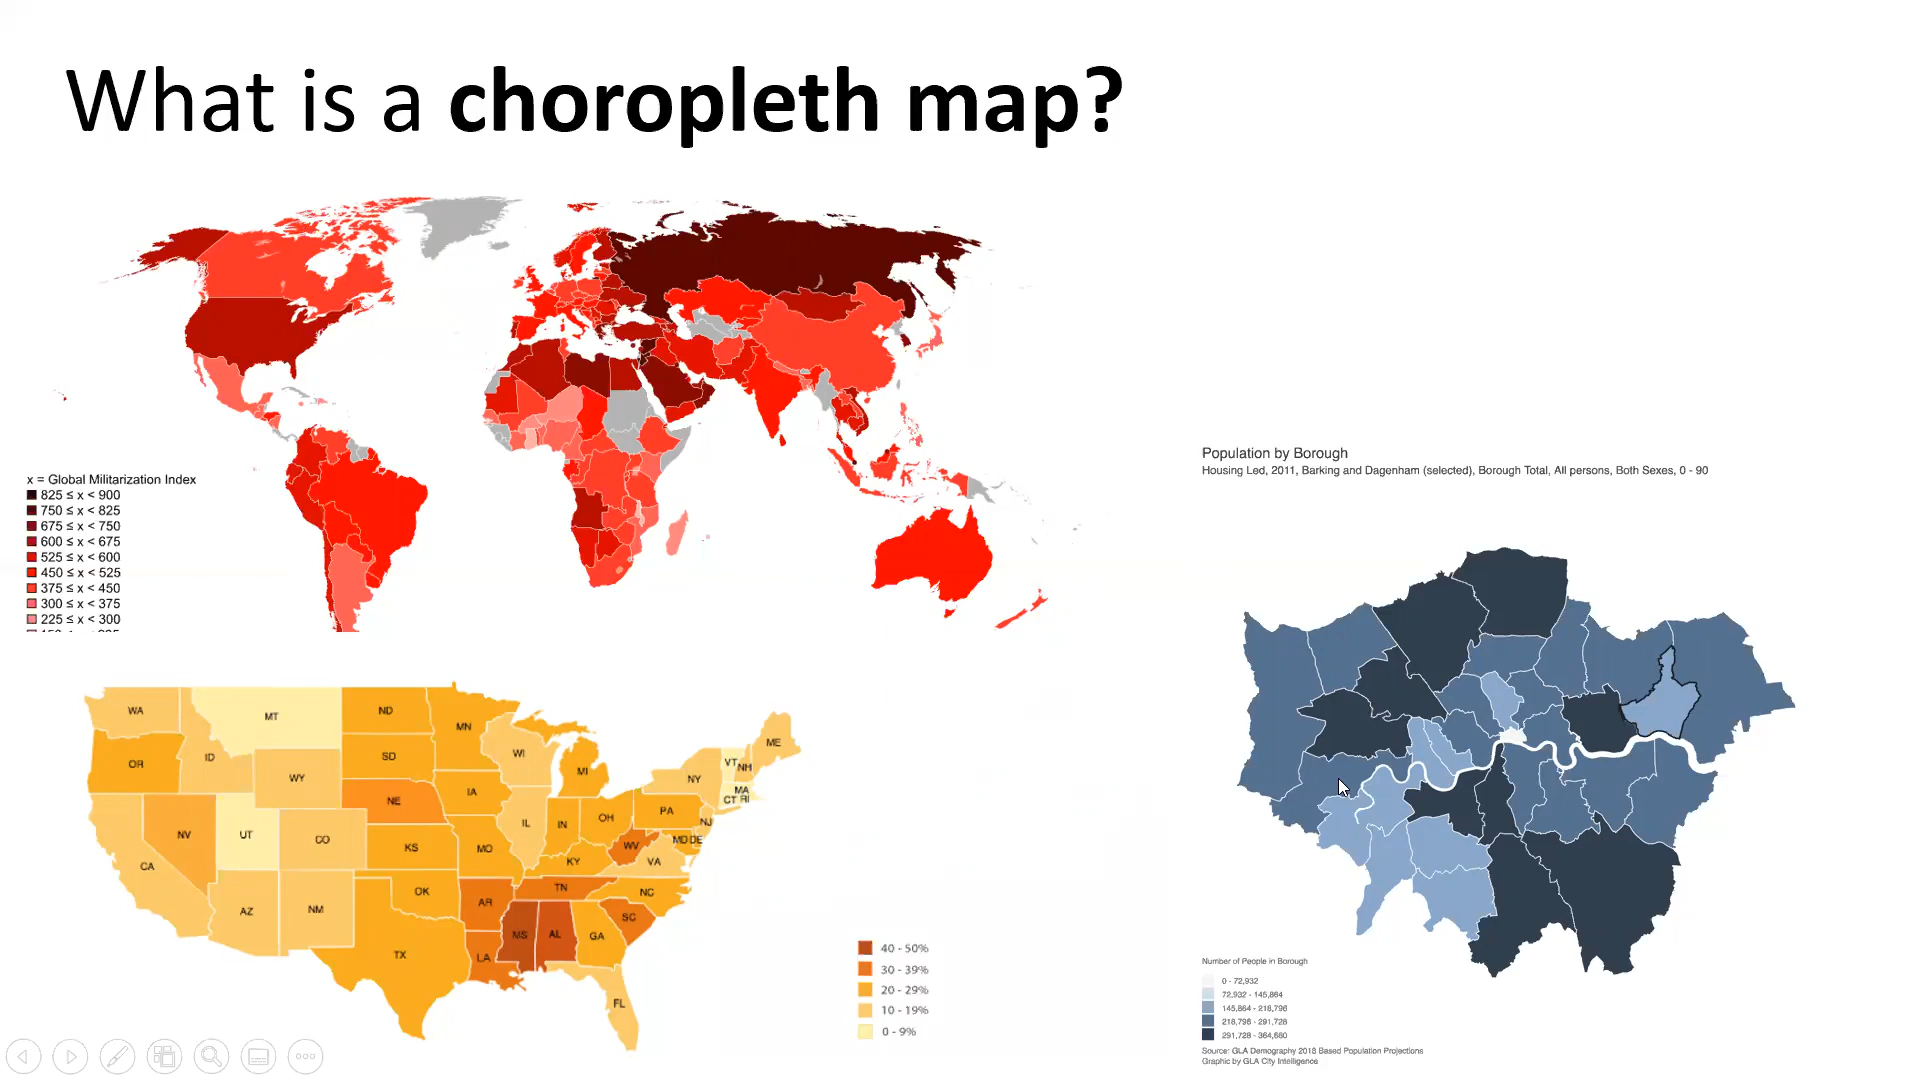 What is a choropleth map?
x = Global Militarization Index
825 ≤ x < 900
750 ≤ x < 825
675 ≤ x < 750
600 ≤ x < 675
525 ≤ x < 600
450 ≤ x < 525
375 ≤ x < 450
300 ≤ x < 375
225 ≤ x < 300
Population by Borough
Housing Led, 2011, Barking and Dagenham (selected), Borough Total, All persons, Both Sexes, 0 - 90
WA
MT
ND
MN
OR
ID
WY
SD
WI
MI
NY
VT
NH
ME
MA
CT RI
NV
UT
CO
NE
IA
IL
IN
OH
PA
NJ
CA
KS
MO
KY
WV
VA
MD DE
AZ
NM
OK
AR
TN
NC
SC
TX
LA
MS
AL
GA
FL
40 - 50%
30 - 39%
20 - 29%
10 - 19%
0 - 9%
Number of People in Borough
0 - 72,932
72,932 - 145,864
145,864 - 218,796
218,796 - 291,728
291,728 - 364,660
Source: GLA Demography 2018 Based Population Projections
Graphic by GLA City Intelligence